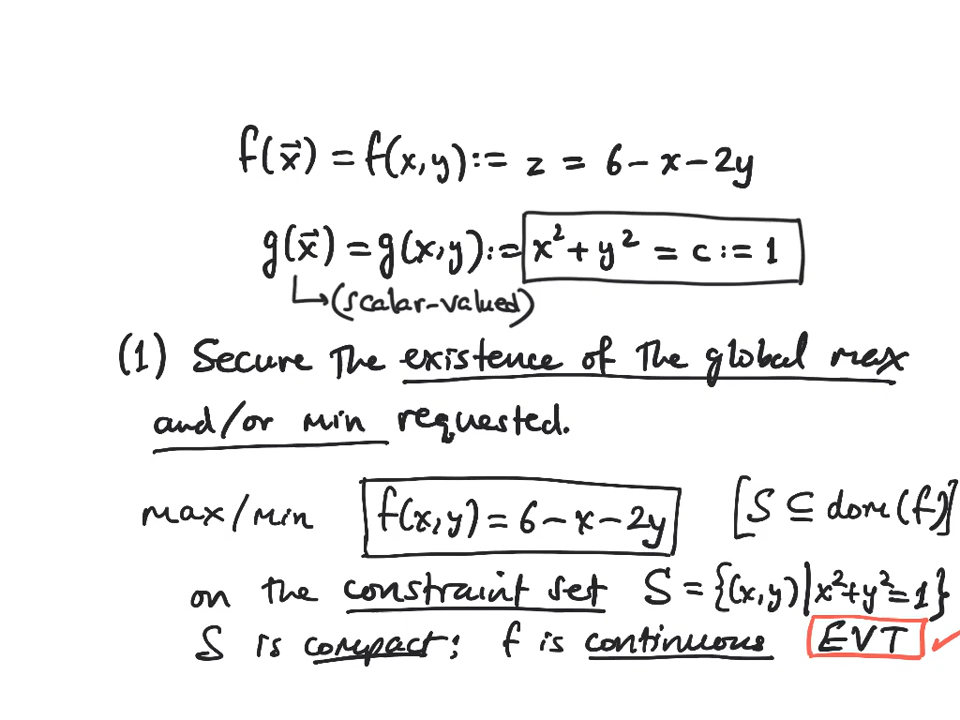 f(x⃗) = f(x,y) := z = 6 - x - 2y
g(x⃗) = g(x,y) := x² + y² = c := 1
↳ (scalar-valued)
(1) Secure the existence of the global max
and/or min requested.
max/min f(x,y) = 6 - x - 2y [S ⊆ dom(f)]
on the constraint set S = {(x,y) | x²+y²=1}
S is compact; f is continuous EVT ✓